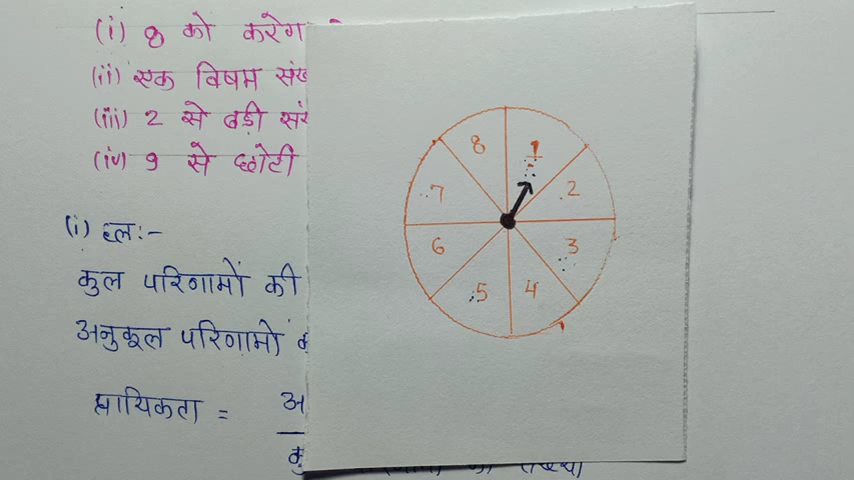 (i) 8 को करेगा
(ii) एक विषम
(iii) 2 से बड़ी
(iv) 9 से छोटी
(i) हल:-
कुल परिणामों की
अनुकूल परिणामों
प्रायिकता =
8 1
7 2
6 3
5 4